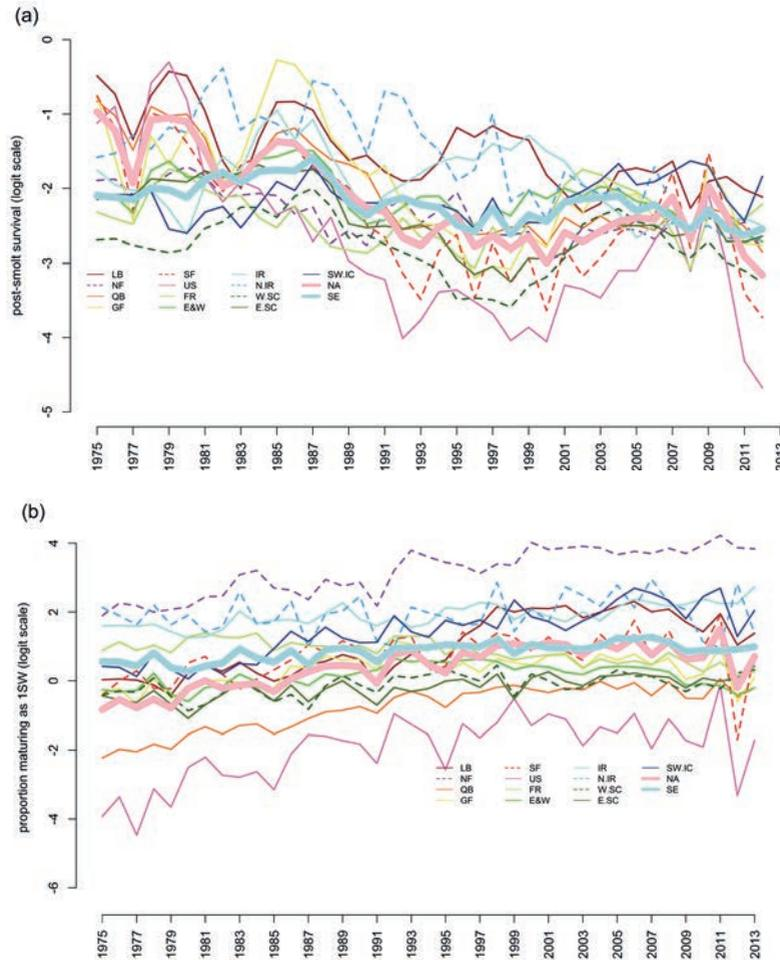 (a)
0
-1
-2
-3
-4
-5
post-smolt survival (logit scale)
LB SF IR SW.IC
NF US N.IR NA
QB FR W.SC SE
GF E&W E.SC
1975 1977 1979 1981 1983 1985 1987 1989 1991 1993 1995 1997 1999 2001 2003 2005 2007 2009 2011 2013
(b)
4
2
0
-2
-4
-6
proportion maturing as 1SW (logit scale)
LB SF IR SW.IC
NF US N.IR NA
QB FR W.SC SE
GF E&W E.SC
1975 1977 1979 1981 1983 1985 1987 1989 1991 1993 1995 1997 1999 2001 2003 2005 2007 2009 2011 2013